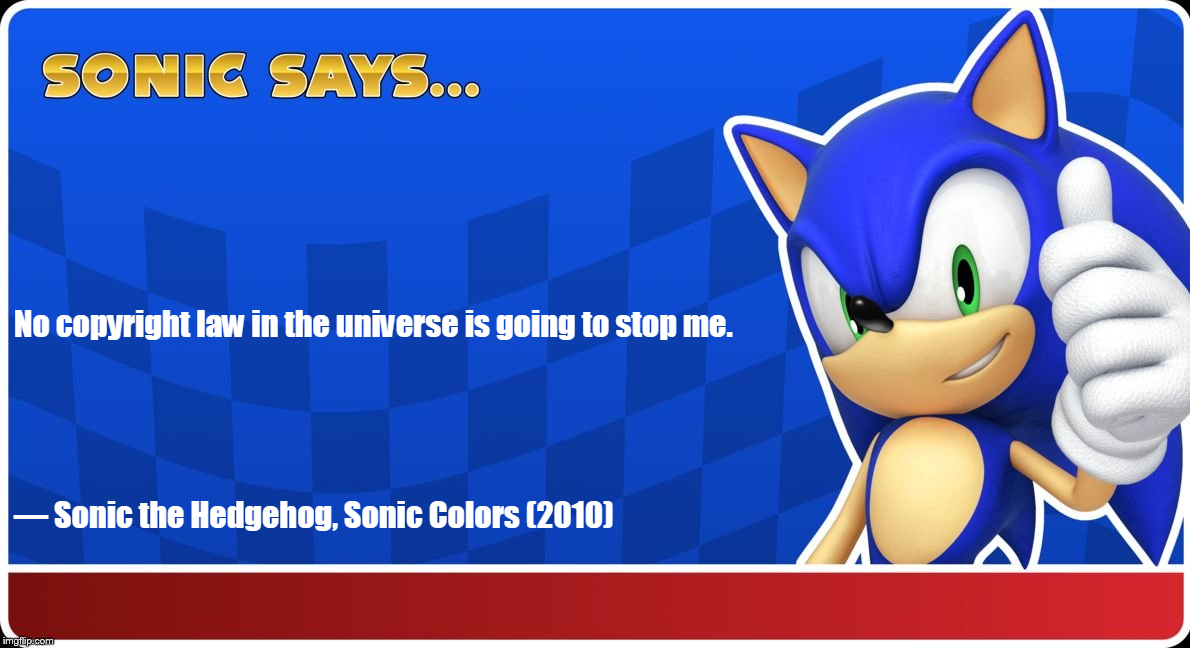 SONIC SAYS...
No copyright law in the universe is going to stop me.
— Sonic the Hedgehog, Sonic Colors (2010)
imgflip.com